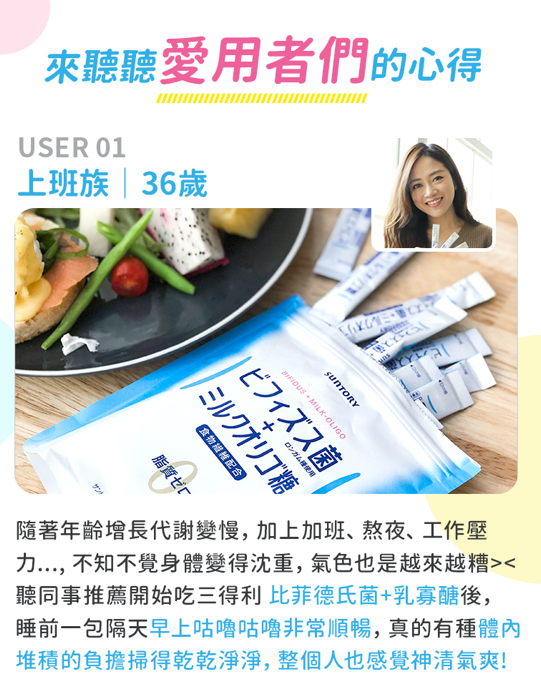 來聽聽愛用者們的心得
USER 01
上班族｜36歲
SUNTORY
BIFIDUS + MILK-OLIGO
ビフィズス菌
+
ロンガム種使用
ミルクオリゴ糖
食物繊維配合
脂質ゼロ
隨著年齡增長代謝變慢，加上加班、熬夜、工作壓
力...，不知不覺身體變得沈重，氣色也是越來越糟><
聽同事推薦開始吃三得利 比菲德氏菌+乳寡醣後，
睡前一包隔天早上咕嚕咕嚕非常順暢，真的有種體內
堆積的負擔掃得乾乾淨淨，整個人也感覺神清氣爽!